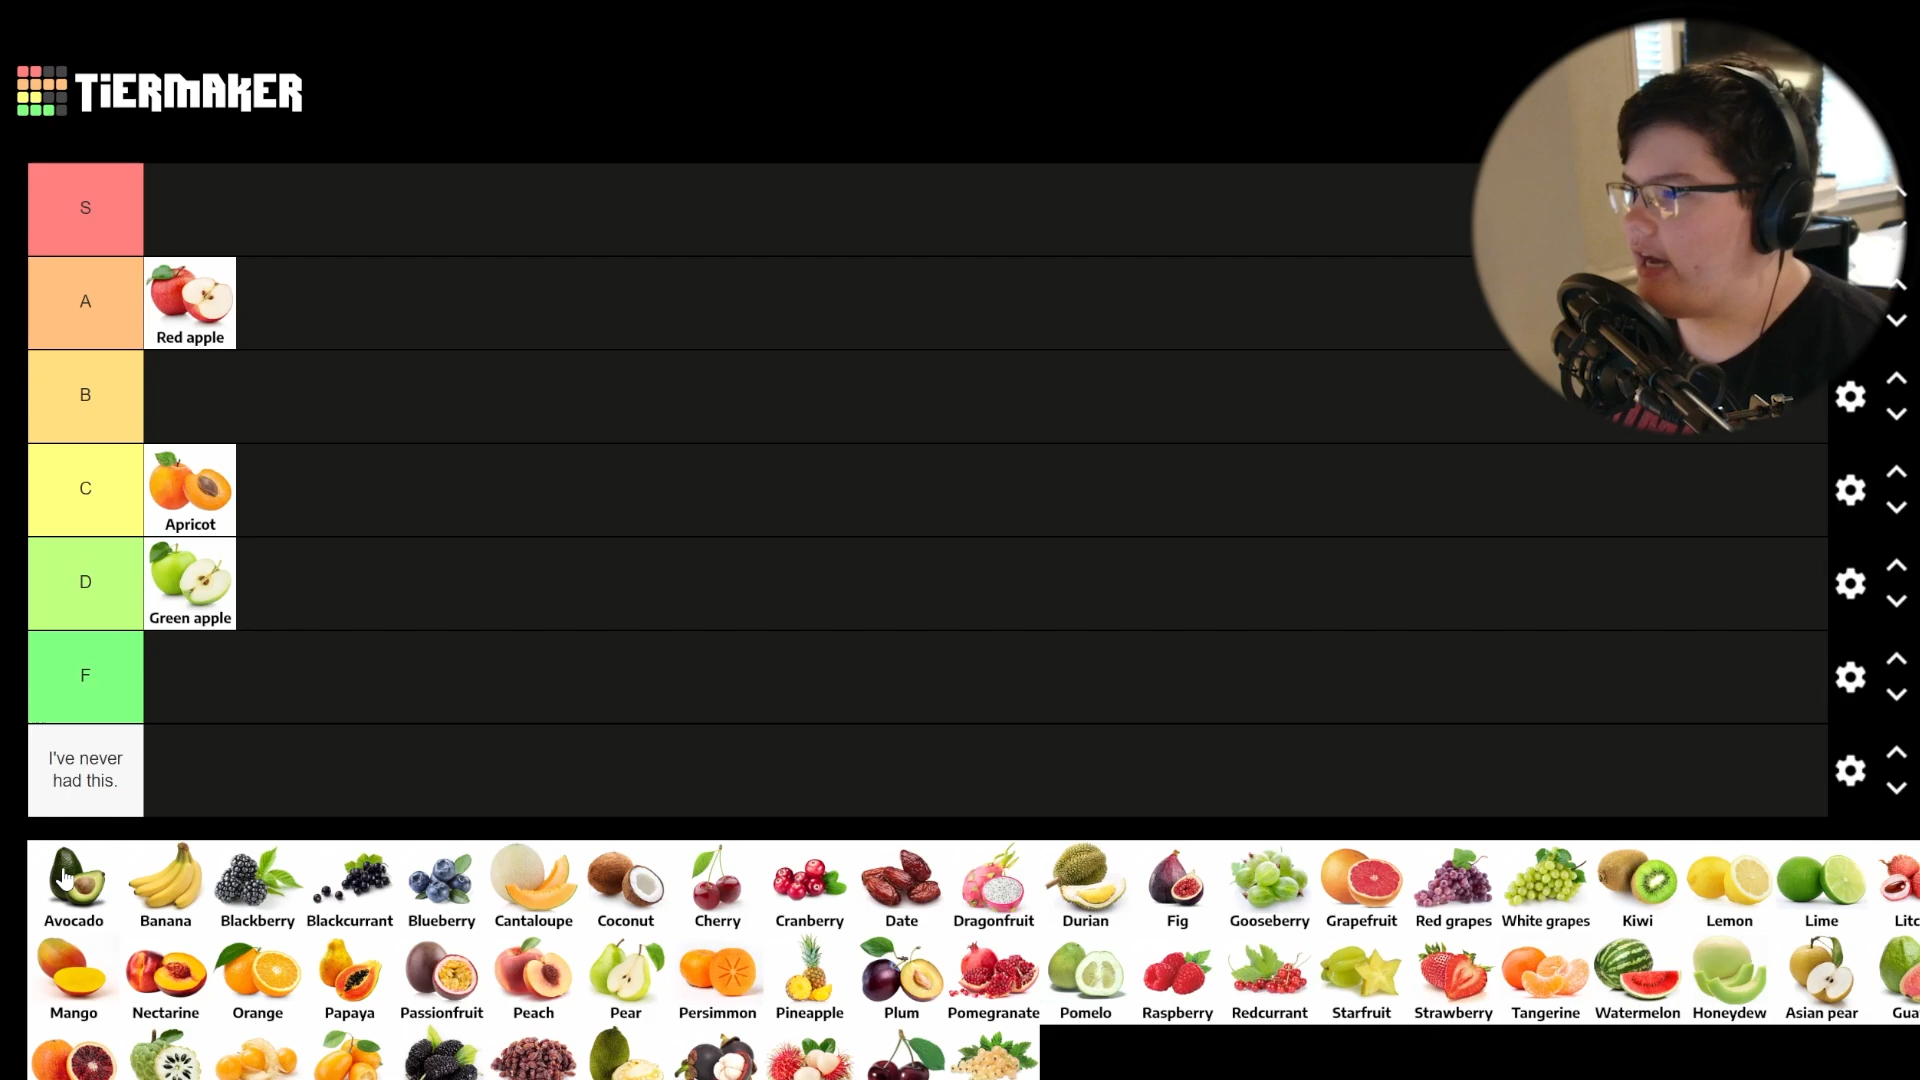 TiERMAKER
S
A
Red apple
B
C
Apricot
D
Green apple
F
I've never
had this.
Avocado Banana Blackberry Blackcurrant Blueberry Cantaloupe Coconut Cherry Cranberry Date Dragonfruit Durian Fig Gooseberry Grapefruit Red grapes White grapes Kiwi Lemon Lime Litc
Mango Nectarine Orange Papaya Passionfruit Peach Pear Persimmon Pineapple Plum Pomegranate Pomelo Raspberry Redcurrant Starfruit Strawberry Tangerine Watermelon Honeydew Asian pear Gua